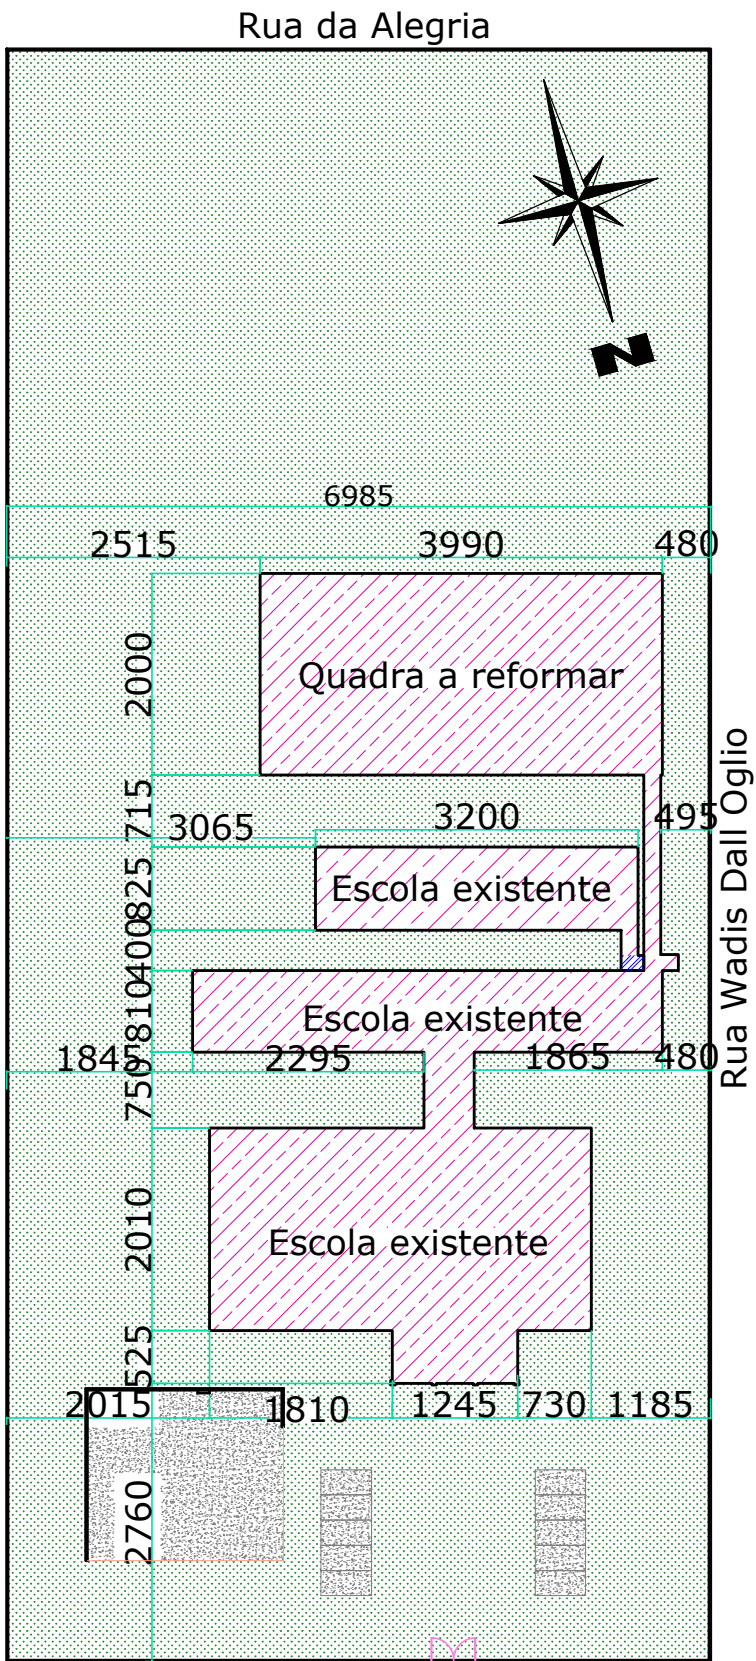 Rua da Alegria
N
6985
2515 3990 480
2000
Quadra a reformar
Rua Wadis Dall Oglio
715
3065 3200 495
825
Escola existente
400
810
Escola existente
1845 2295 1865 480
750
2010
Escola existente
525
2015 1810 1245 730 1185
2760